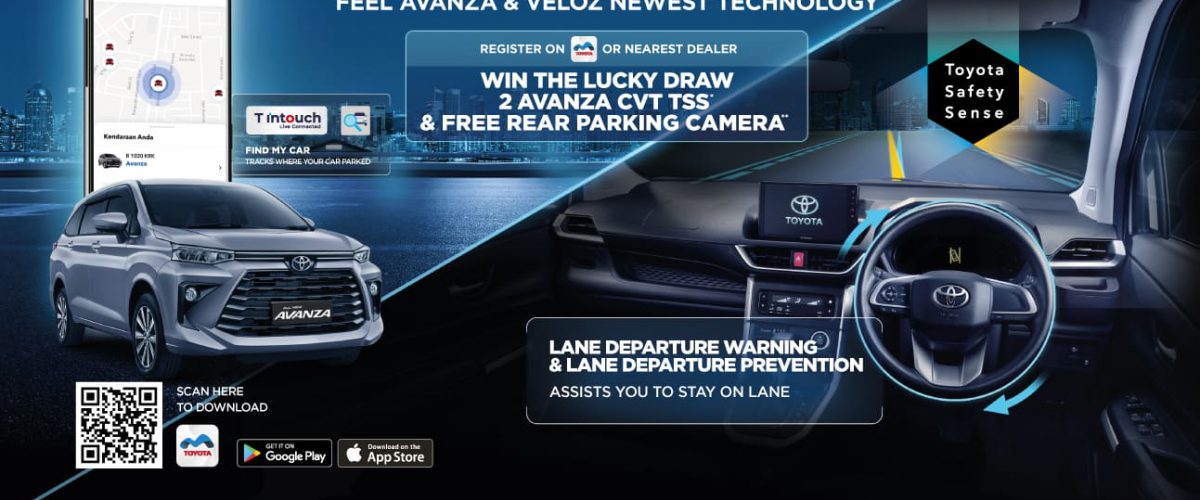 FEEL AVANZA & VELOZ NEWEST TECHNOLOGY
REGISTER ON TOYOTA OR NEAREST DEALER
WIN THE LUCKY DRAW
2 AVANZA CVT TSS*
& FREE REAR PARKING CAMERA**
Toyota
Safety
Sense
T intouch
Live Connected
FIND MY CAR
TRACKS WHERE YOUR CAR PARKED
Kendaraan Anda
B 1020 KRK
Avanza
TOYOTA
AVANZA
LANE DEPARTURE WARNING
& LANE DEPARTURE PREVENTION
ASSISTS YOU TO STAY ON LANE
SCAN HERE
TO DOWNLOAD
TOYOTA
GET IT ON
Google Play
Download on the
App Store